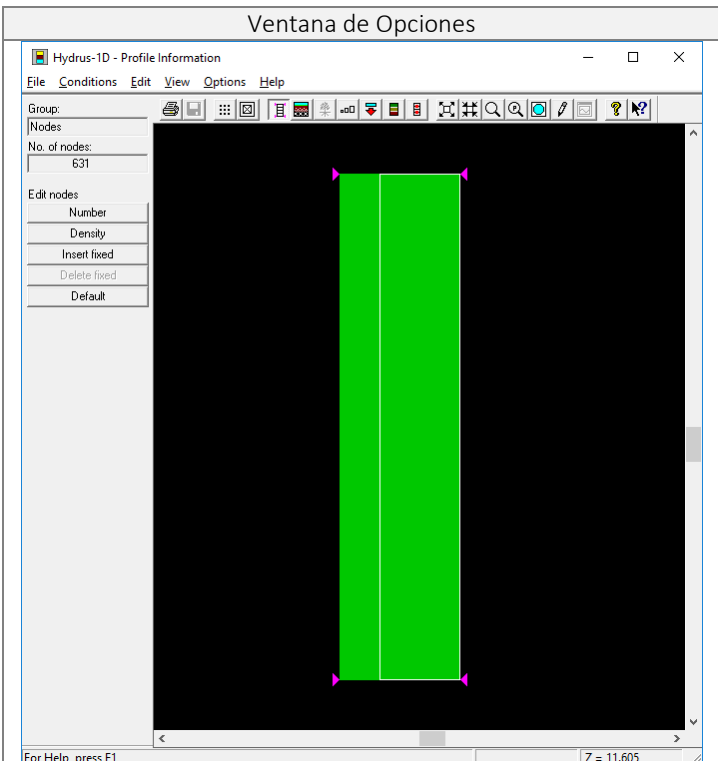 Ventana de Opciones
Hydrus-1D - Profile Information
File Conditions Edit View Options Help
Group:
Nodes
No. of nodes:
631
Edit nodes
Number
Density
Insert fixed
Delete fixed
Default
For Help, press F1
Z = 11.605